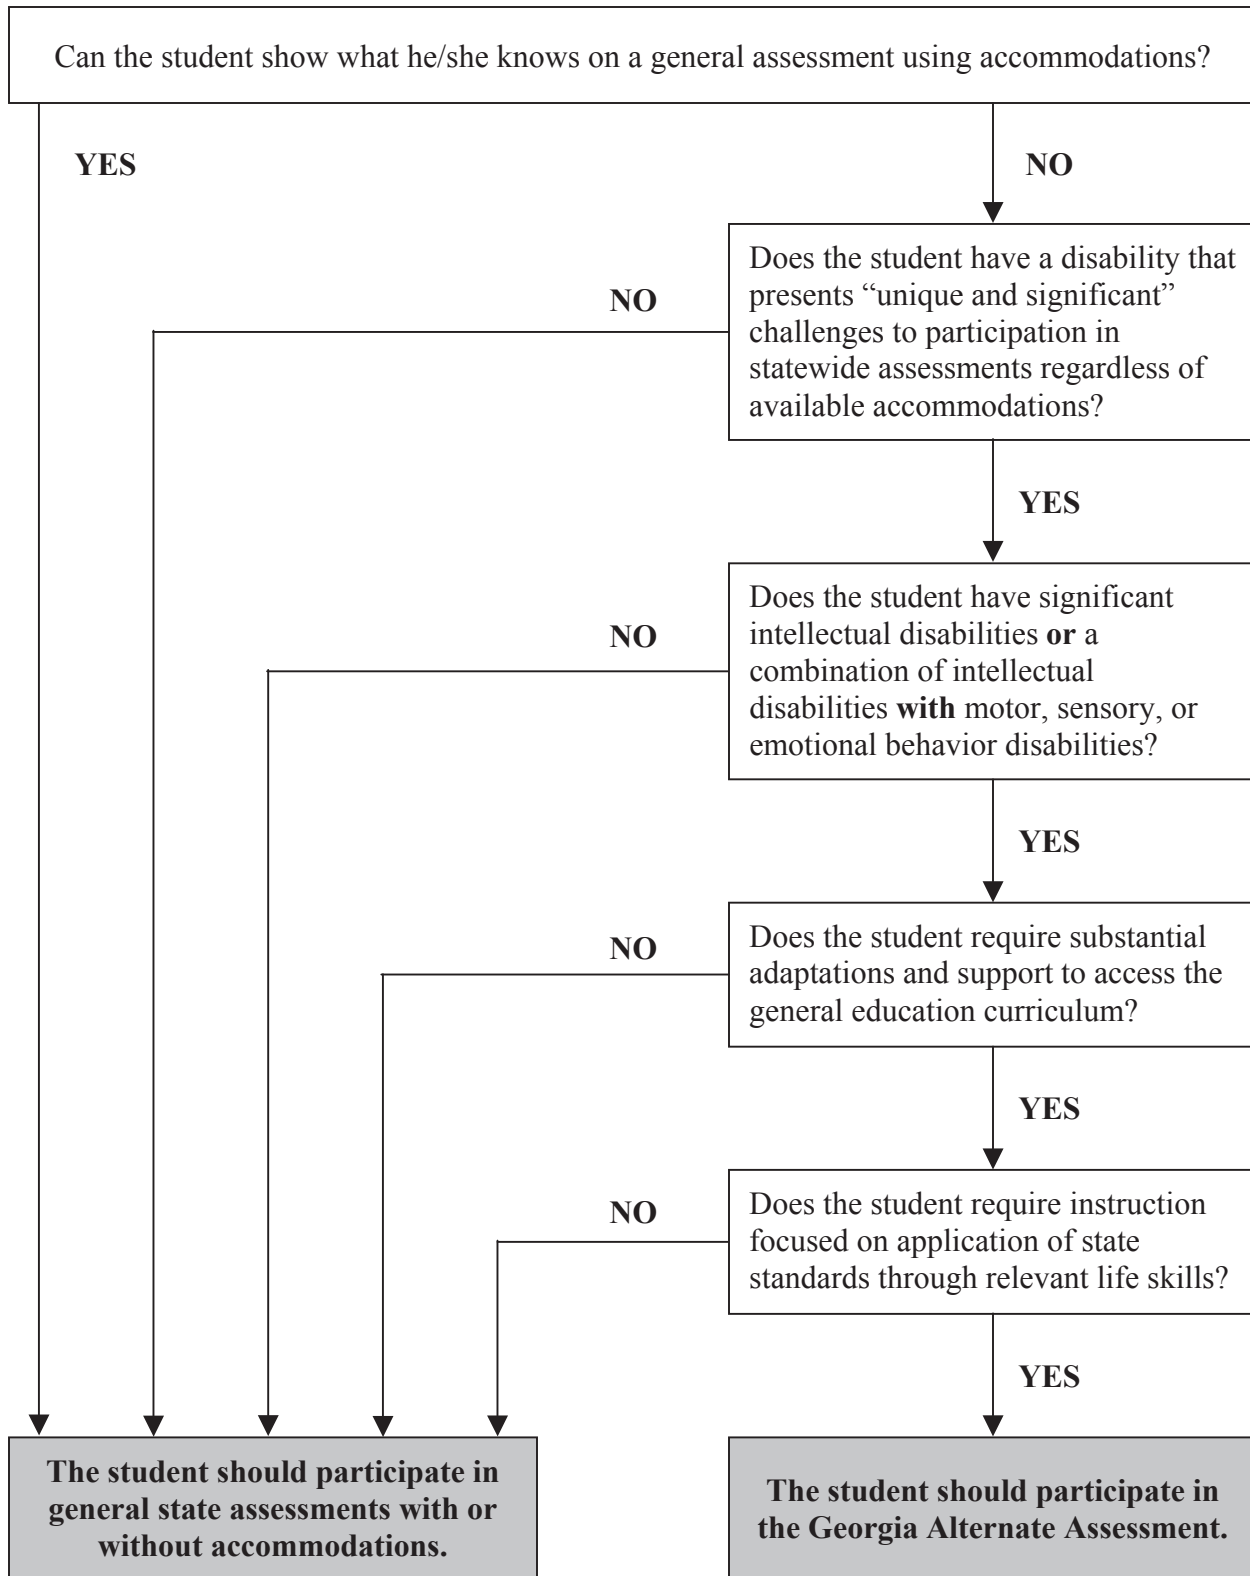 Can the student show what he/she knows on a general assessment using accommodations?
YES
NO
Does the student have a disability that
presents “unique and significant”
challenges to participation in
statewide assessments regardless of
available accommodations?
NO
YES
Does the student have significant
intellectual disabilities or a
combination of intellectual
disabilities with motor, sensory, or
emotional behavior disabilities?
NO
YES
Does the student require substantial
adaptations and support to access the
general education curriculum?
NO
YES
Does the student require instruction
focused on application of state
standards through relevant life skills?
NO
YES
The student should participate in
general state assessments with or
without accommodations.
The student should participate in
the Georgia Alternate Assessment.